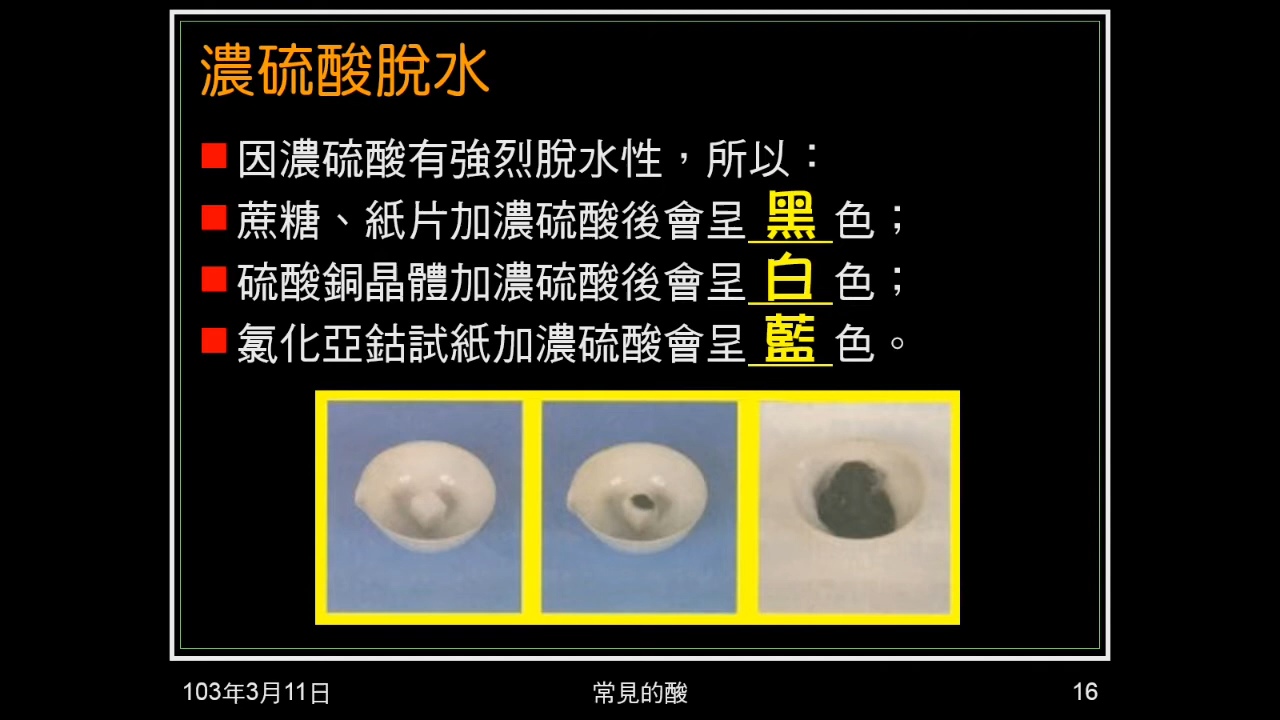 濃硫酸脫水
因濃硫酸有強烈脫水性，所以：
蔗糖、紙片加濃硫酸後會呈 黑 色；
硫酸銅晶體加濃硫酸後會呈 白 色；
氯化亞鈷試紙加濃硫酸會呈 藍 色。
103年3月11日
常見的酸
16